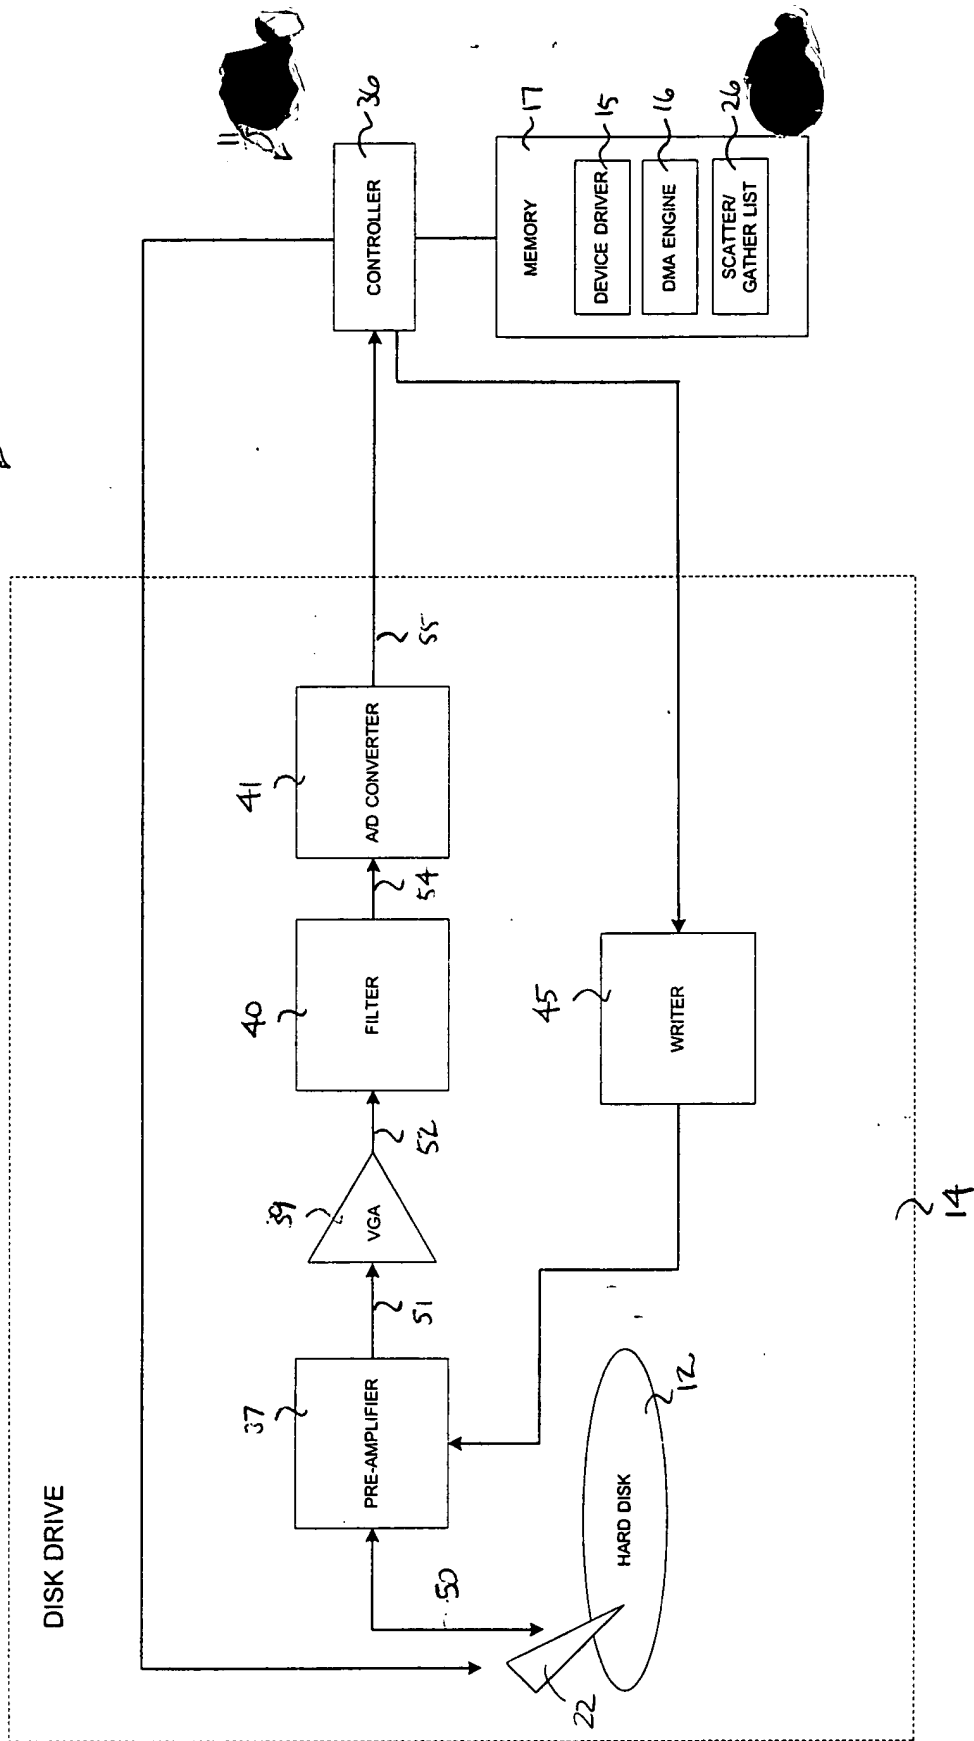 DISK DRIVE
11
36
CONTROLLER
17
MEMORY
15
DEVICE DRIVER
16
DMA ENGINE
26
SCATTER/
GATHER LIST
37
PRE-AMPLIFIER
51
39
VGA
52
40
FILTER
54
41
A/D CONVERTER
55
50
22
HARD DISK
12
45
WRITER
14